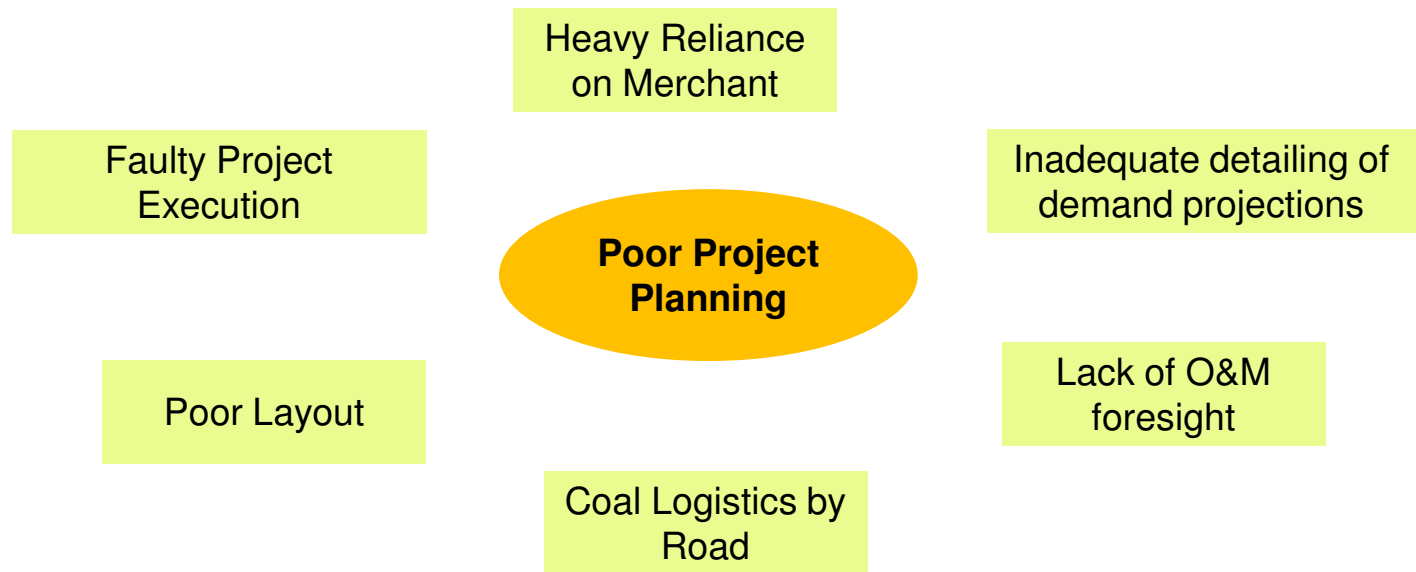 Heavy Reliance
on Merchant
Faulty Project
Execution
Inadequate detailing of
demand projections
Poor Project
Planning
Poor Layout
Lack of O&M
foresight
Coal Logistics by
Road